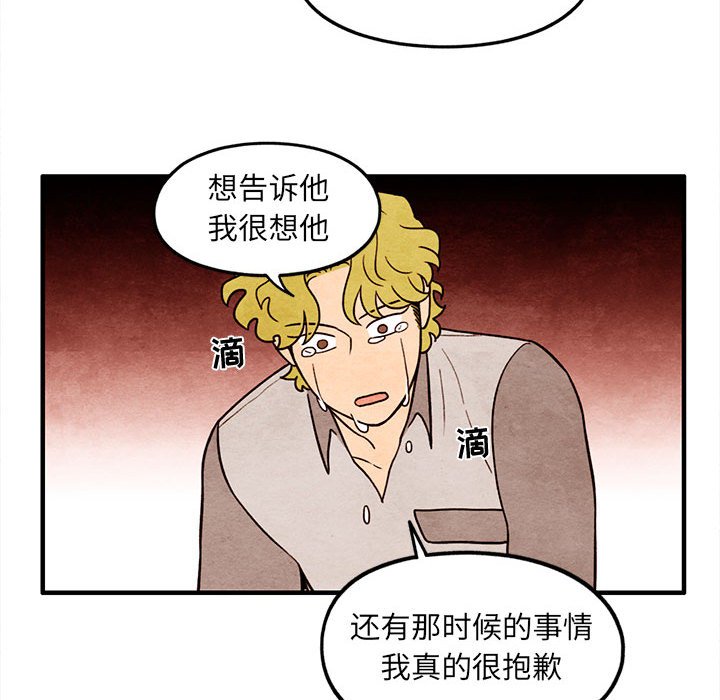 想告诉他
我很想他
滴
滴
还有那时候的事情
我真的很抱歉